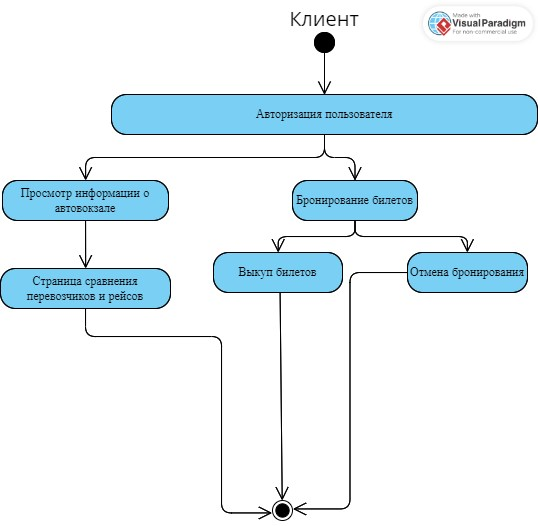 Клиент
Made with
Visual Paradigm
For non-commercial use
Авторизация пользователя
Просмотр информации о
автовокзале
Бронирование билетов
Страница сравнения
перевозчиков и рейсов
Выкуп билетов
Отмена бронирования